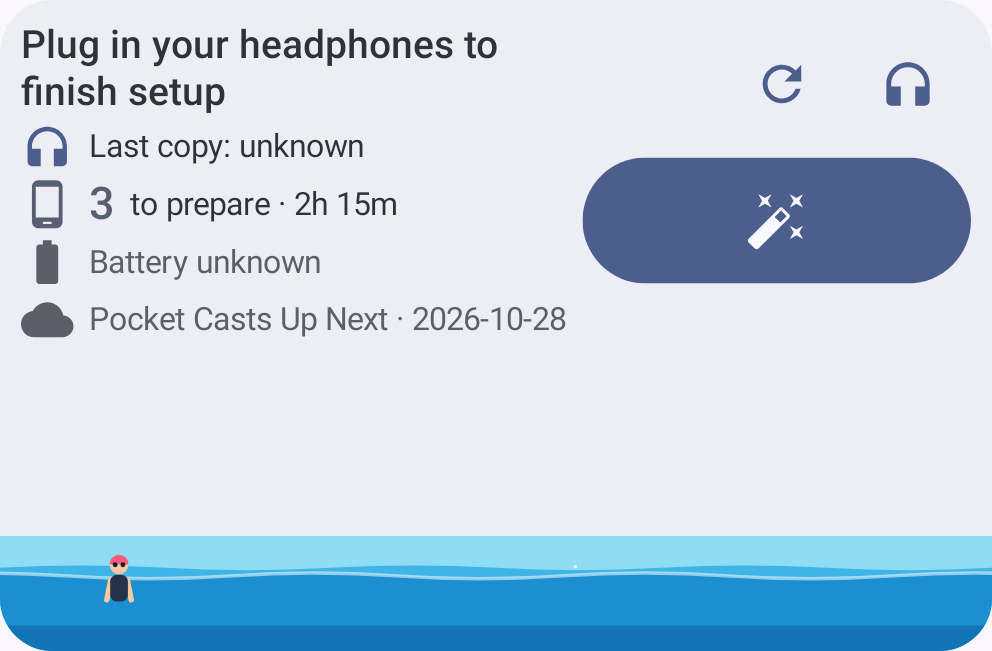 Plug in your headphones to
finish setup
Last copy: unknown
3 to prepare · 2h 15m
Battery unknown
Pocket Casts Up Next · 2026-10-28